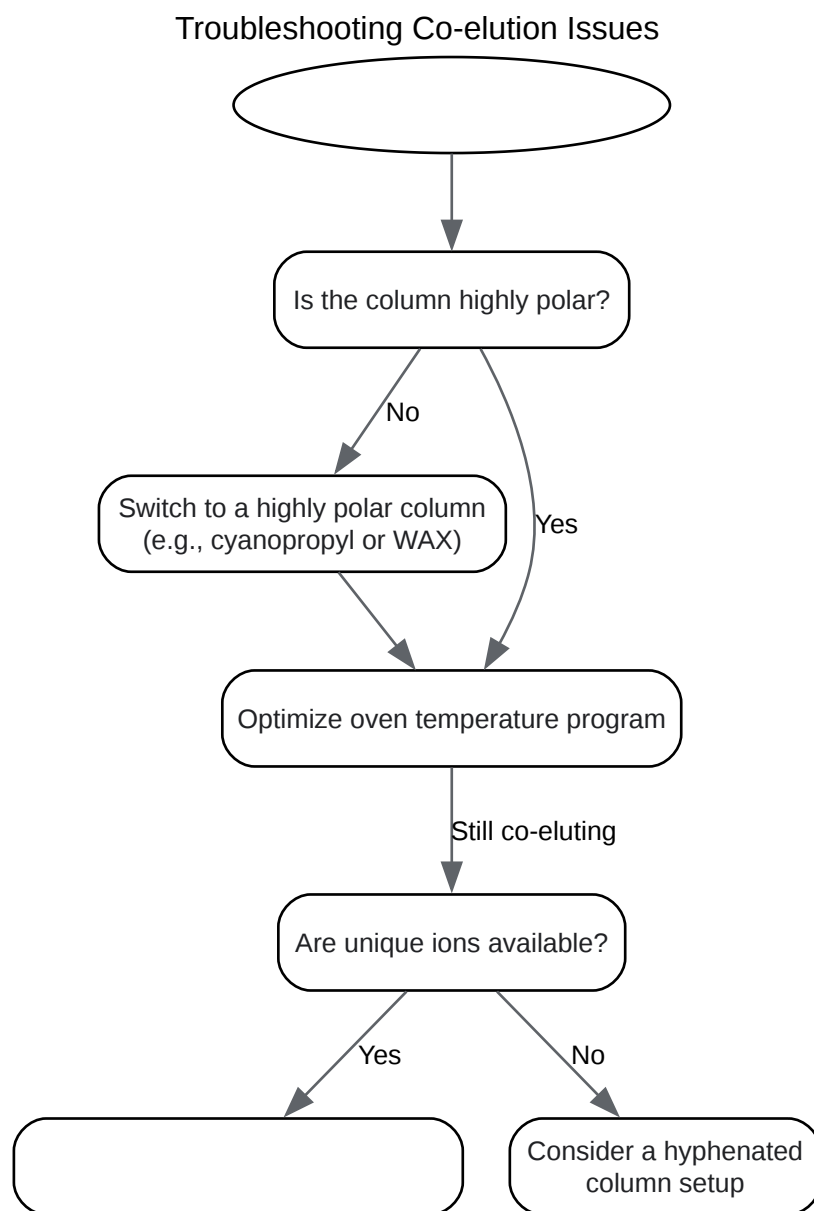 Troubleshooting Co-elution Issues
Is the column highly polar?
No
Switch to a highly polar column
(e.g., cyanopropyl or WAX)
Yes
Optimize oven temperature program
Still co-eluting
Are unique ions available?
Yes
No
Consider a hyphenated
column setup